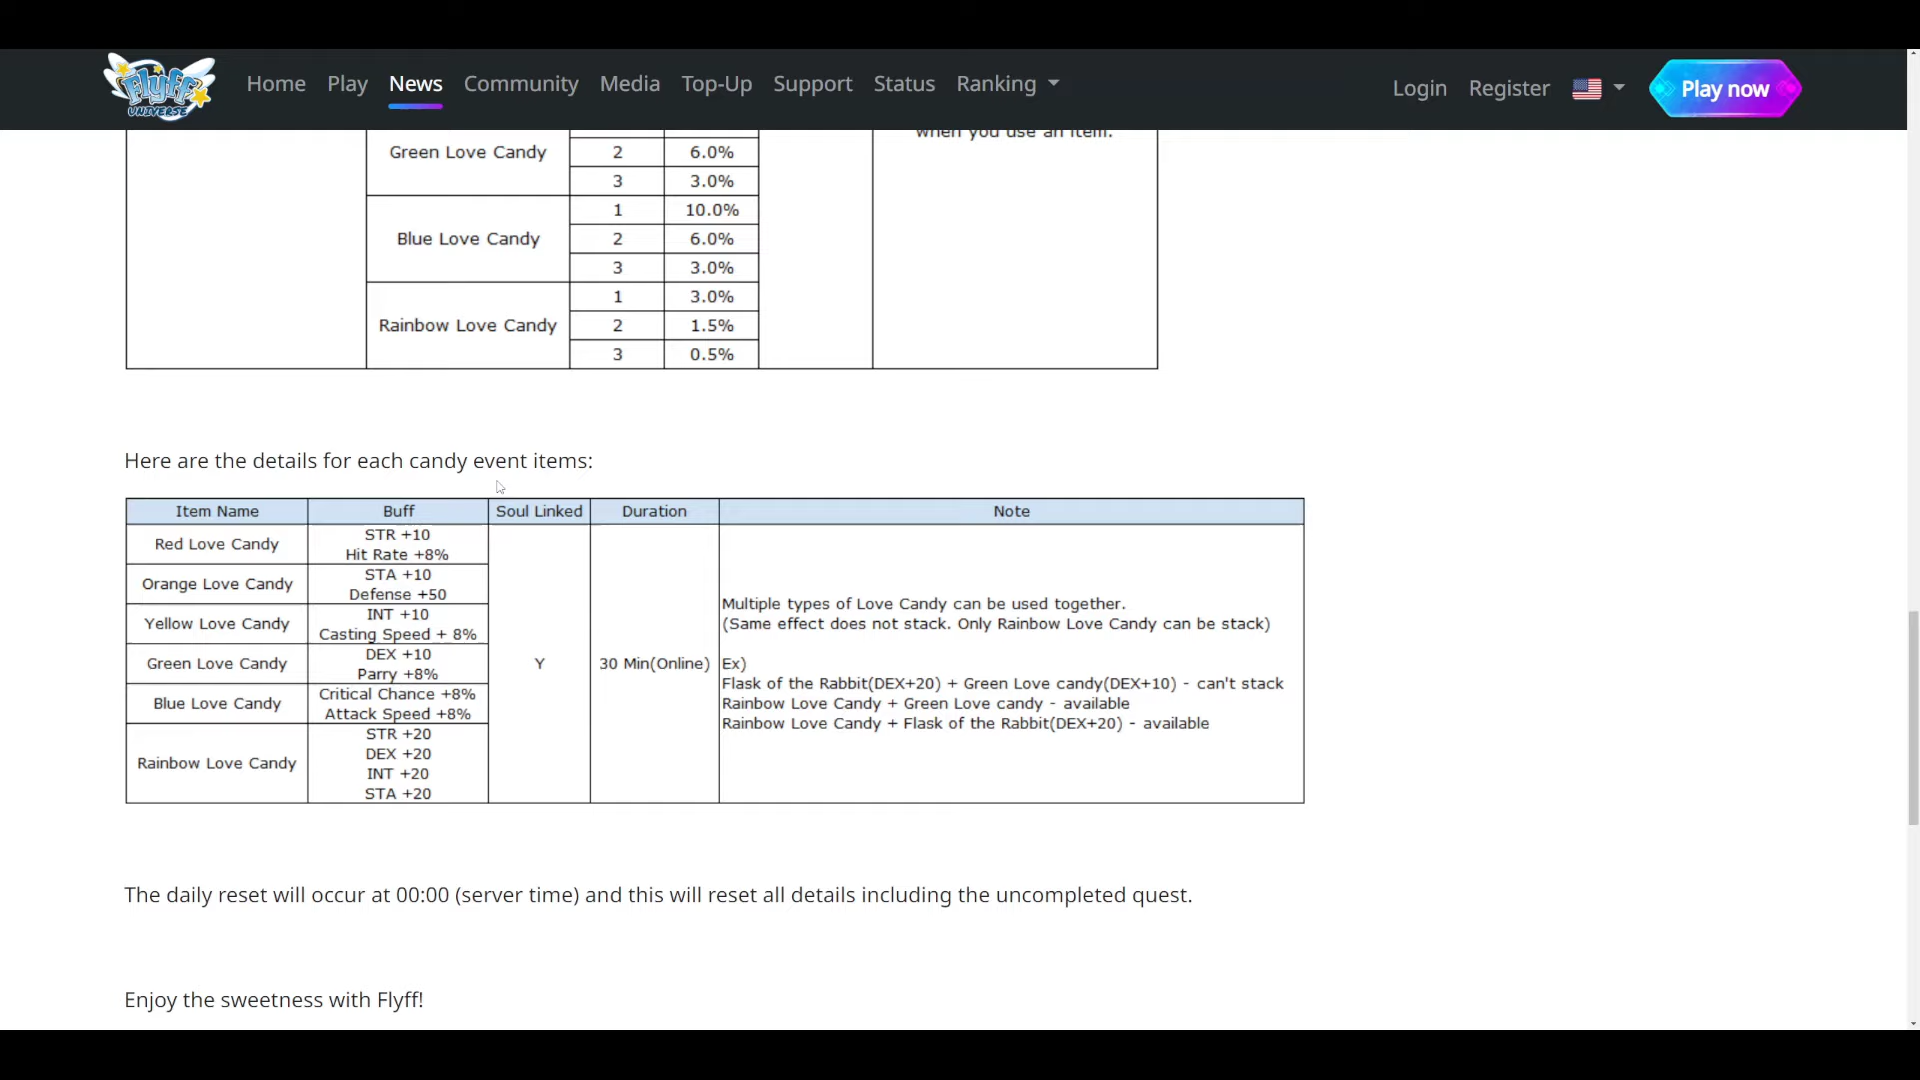 Flyff
UNIVERSE
Home Play News Community Media Top-Up Support Status Ranking
Login Register Play now
when you use an item.
Green Love Candy 2 6.0%
3 3.0%
Blue Love Candy 1 10.0%
2 6.0%
3 3.0%
Rainbow Love Candy 1 3.0%
2 1.5%
3 0.5%
Here are the details for each candy event items:
Item Name Buff Soul Linked Duration Note
Red Love Candy STR +10
Hit Rate +8%
Orange Love Candy STA +10
Defense +50
Yellow Love Candy INT +10
Casting Speed + 8%
Green Love Candy DEX +10
Parry +8%
Blue Love Candy Critical Chance +8%
Attack Speed +8%
Rainbow Love Candy STR +20
DEX +20
INT +20
STA +20
Y
30 Min(Online)
Multiple types of Love Candy can be used together.
(Same effect does not stack. Only Rainbow Love Candy can be stack)
Ex)
Flask of the Rabbit(DEX+20) + Green Love candy(DEX+10) - can't stack
Rainbow Love Candy + Green Love candy - available
Rainbow Love Candy + Flask of the Rabbit(DEX+20) - available
The daily reset will occur at 00:00 (server time) and this will reset all details including the uncompleted quest.
Enjoy the sweetness with Flyff!